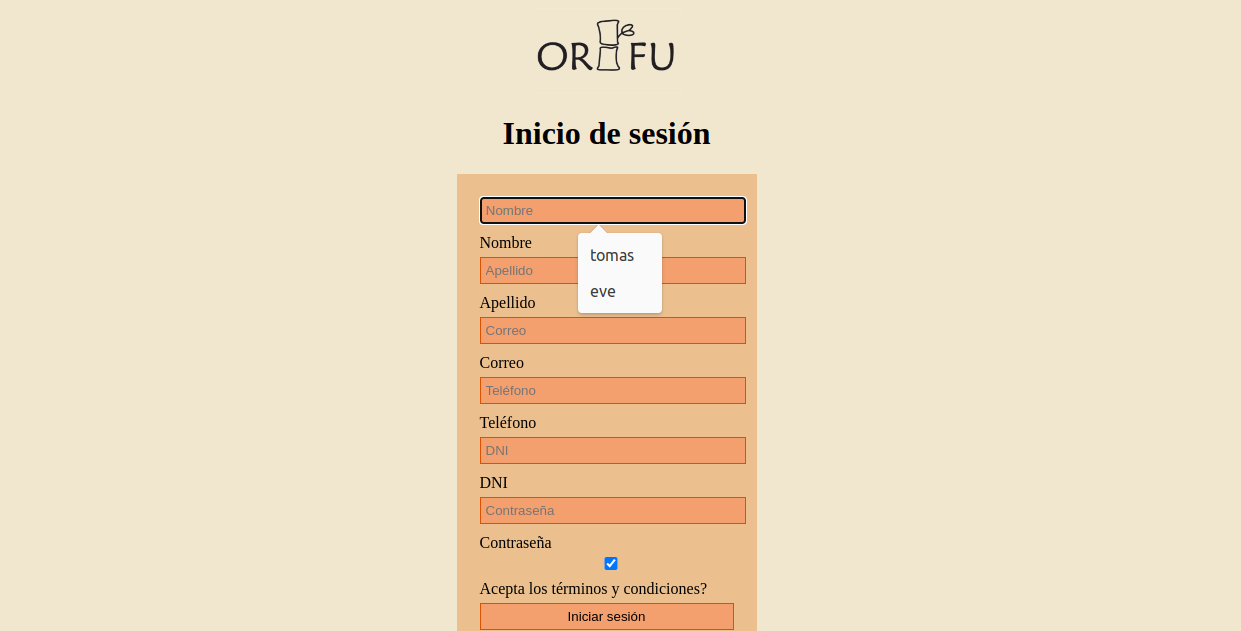 ORIFU
Inicio de sesión
Nombre
Nombre
tomas
Apellido
eve
Apellido
Correo
Correo
Teléfono
Teléfono
DNI
DNI
Contraseña
Contraseña
Acepta los términos y condiciones?
Iniciar sesión